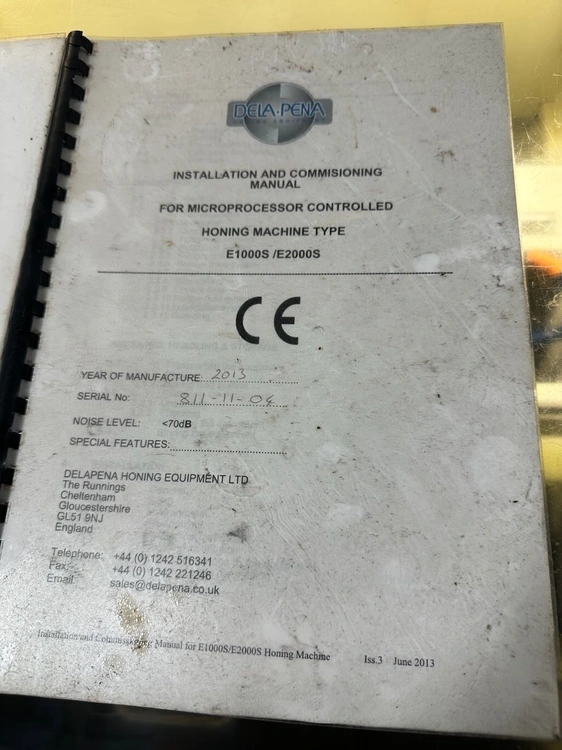 DELAPENA
INSTALLATION AND COMMISIONING
MANUAL
FOR MICROPROCESSOR CONTROLLED
HONING MACHINE TYPE
E1000S /E2000S
CE
YEAR OF MANUFACTURE: 2013
SERIAL No: 811-11-04
NOISE LEVEL: <70dB
SPECIAL FEATURES:
DELAPENA HONING EQUIPMENT LTD
The Runnings
Cheltenham
Gloucestershire
GL51 9NJ
England
Telephone: +44 (0) 1242 516341
Fax: +44 (0) 1242 221246
Email: sales@delapena.co.uk
Installation and Commissioning Manual for E1000S/E2000S Honing Machine Iss.3 June 2013